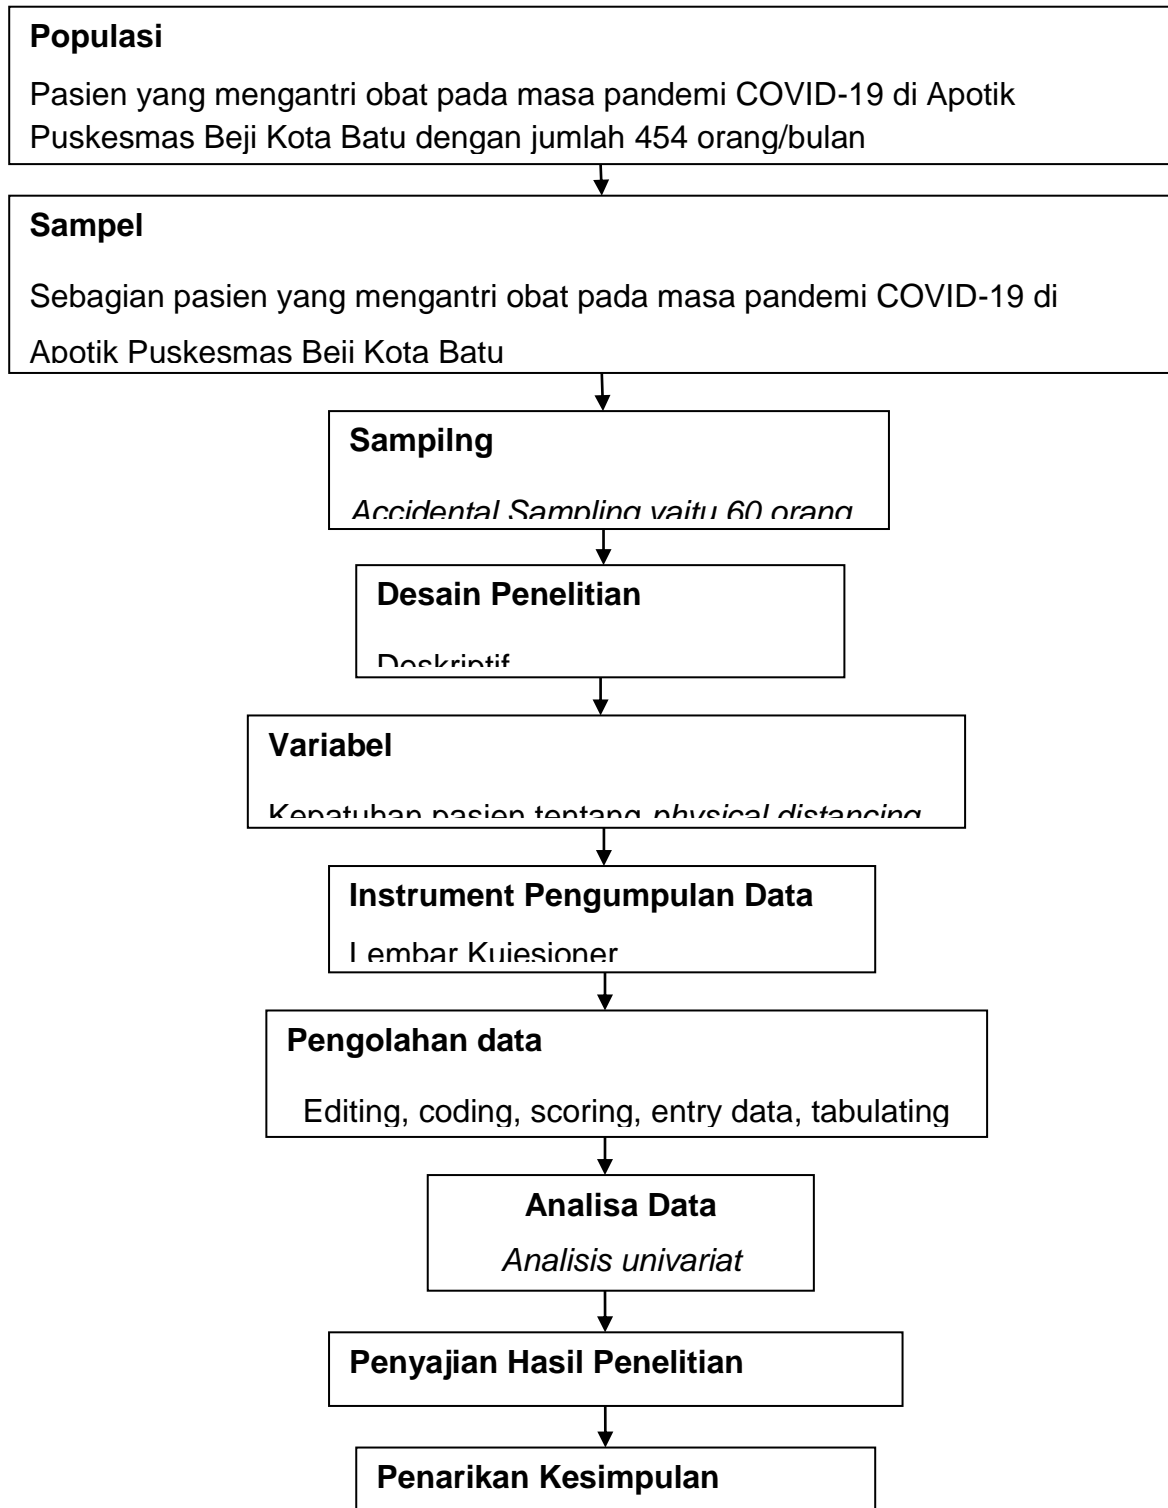 Populasi
Pasien yang mengantri obat pada masa pandemi COVID-19 di Apotik
Puskesmas Beji Kota Batu dengan jumlah 454 orang/bulan
Sampel
Sebagian pasien yang mengantri obat pada masa pandemi COVID-19 di
Apotik Puskesmas Beji Kota Batu
Sampilng
Accidental Sampling yaitu 60 orang
Desain Penelitian
Deskriptif
Variabel
Kepatuhan pasien tentang physical distancing
Instrument Pengumpulan Data
Lembar Kuiesioner
Pengolahan data
Editing, coding, scoring, entry data, tabulating
Analisa Data
Analisis univariat
Penyajian Hasil Penelitian
Penarikan Kesimpulan